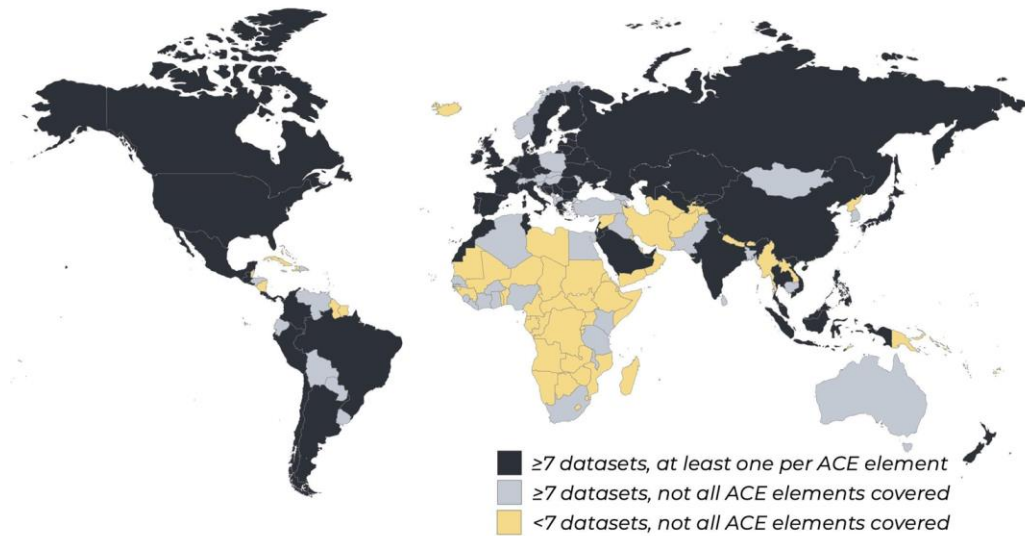 ≥7 datasets, at least one per ACE element
≥7 datasets, not all ACE elements covered
<7 datasets, not all ACE elements covered